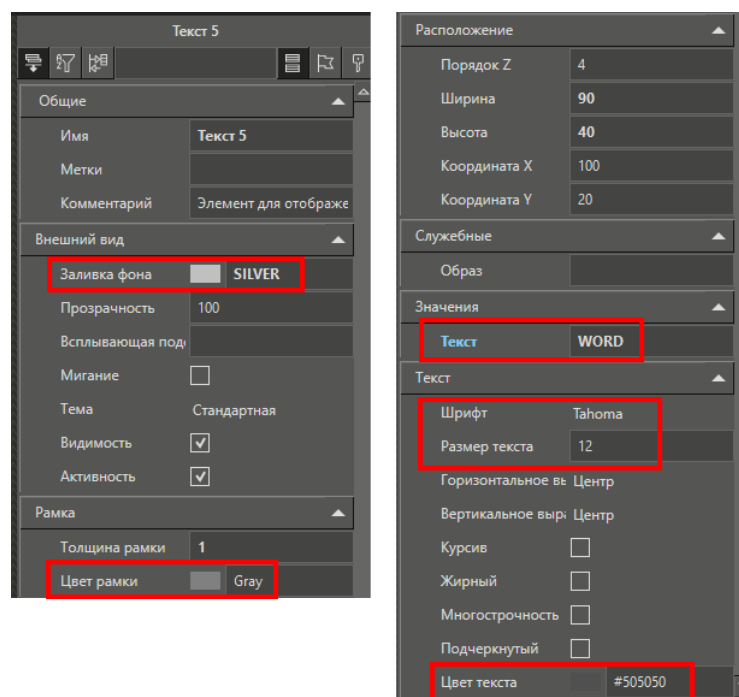 Текст 5
Общие
Имя Текст 5
Метки
Комментарий Элемент для отображе
Внешний вид
Заливка фона SILVER
Прозрачность 100
Всплывающая под
Мигание
Тема Стандартная
Видимость
Активность
Рамка
Толщина рамки 1
Цвет рамки Gray
Расположение
Порядок Z 4
Ширина 90
Высота 40
Координата X 100
Координата Y 20
Служебные
Образ
Значения
Текст WORD
Текст
Шрифт Tahoma
Размер текста 12
Горизонтальное вы Центр
Вертикальное выра Центр
Курсив
Жирный
Многострочность
Подчеркнутый
Цвет текста #505050